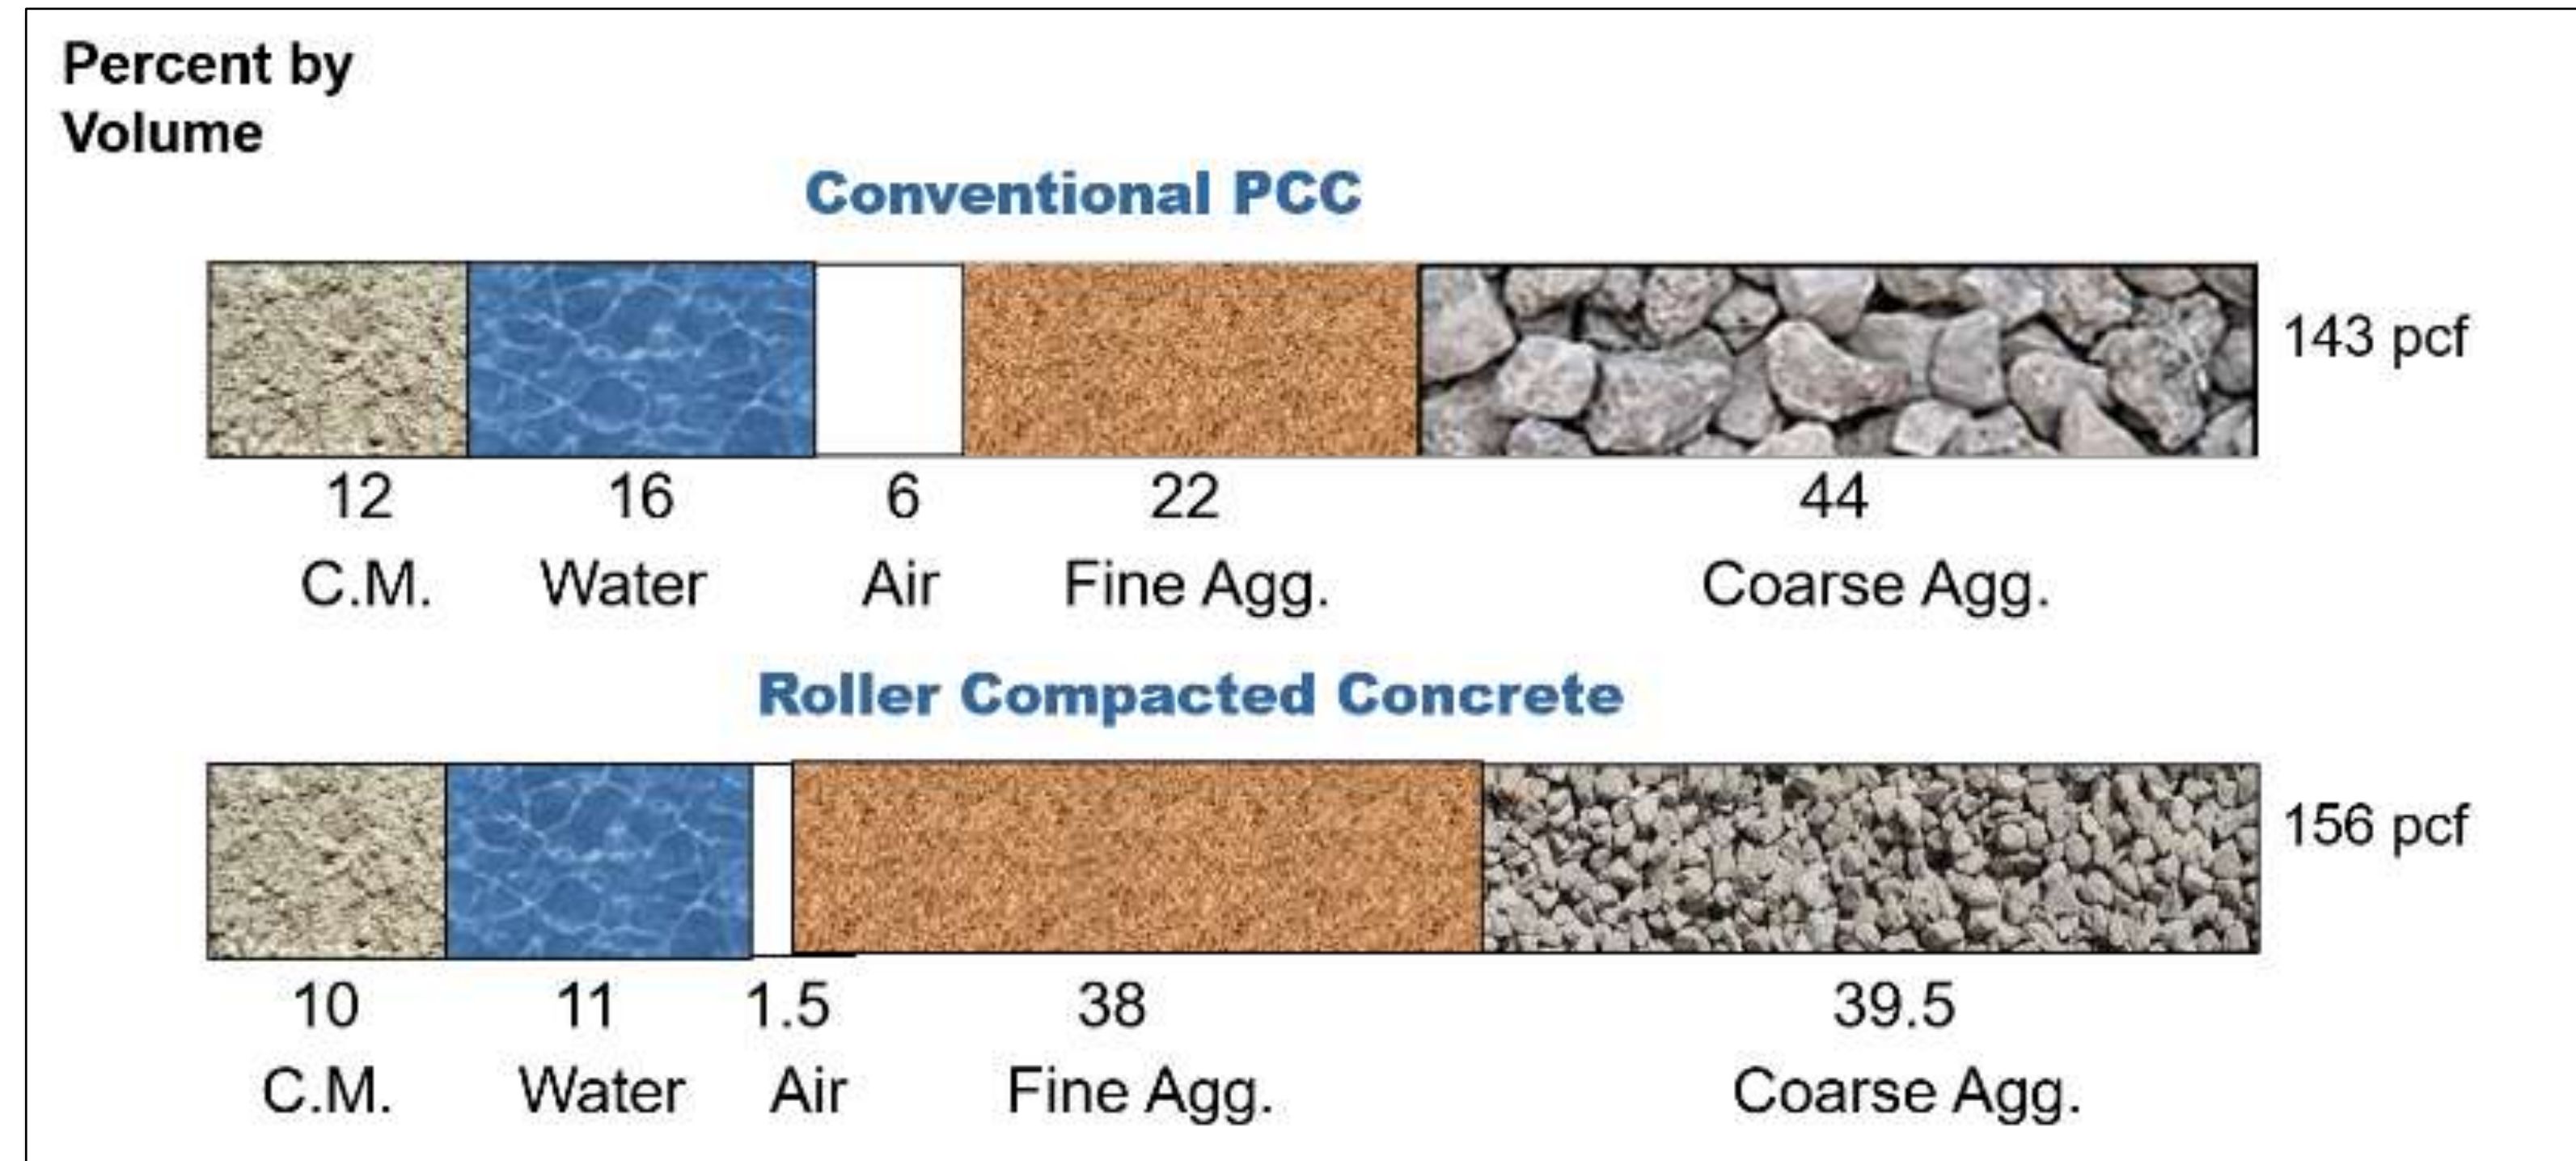 Percent by
Volume
Conventional PCC
143 pcf
12 16 6 22 44
C.M. Water Air Fine Agg. Coarse Agg.
Roller Compacted Concrete
156 pcf
10 11 1.5 38 39.5
C.M. Water Air Fine Agg. Coarse Agg.